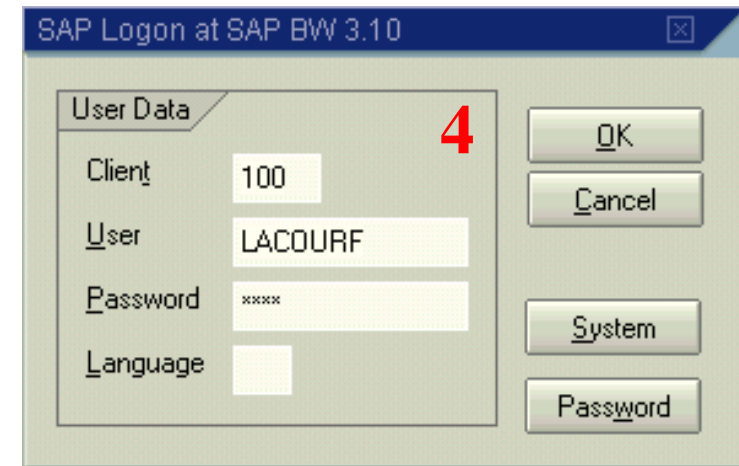 SAP Logon at SAP BW 3.10
User Data
4
Client 100
User LACOURF
Password ****
Language
OK
Cancel
System
Password